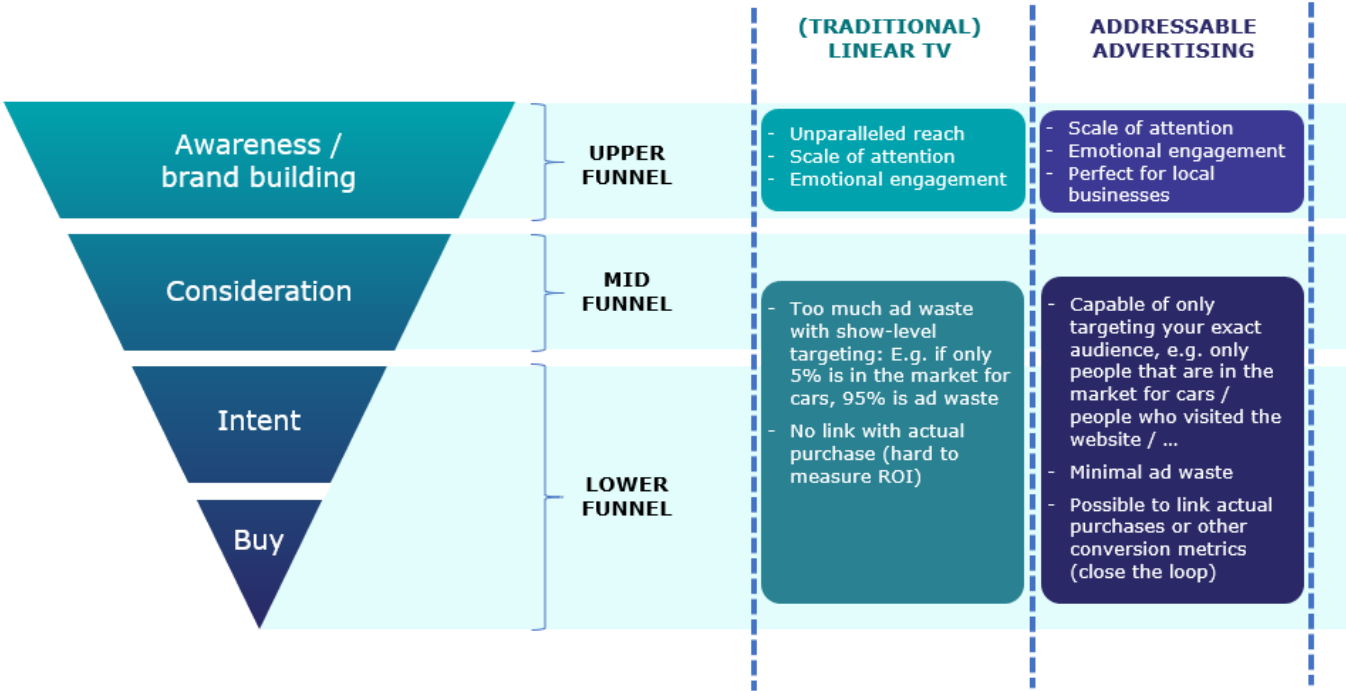 (TRADITIONAL)
LINEAR TV
ADDRESSABLE
ADVERTISING
Awareness /
brand building
UPPER
FUNNEL
- Unparalleled reach
- Scale of attention
- Emotional engagement
- Scale of attention
- Emotional engagement
- Perfect for local
businesses
Consideration
MID
FUNNEL
Intent
Buy
LOWER
FUNNEL
- Too much ad waste
with show-level
targeting: E.g. if only
5% is in the market for
cars, 95% is ad waste
- No link with actual
purchase (hard to
measure ROI)
- Capable of only
targeting your exact
audience, e.g. only
people that are in the
market for cars /
people who visited the
website / ...
- Minimal ad waste
- Possible to link actual
purchases or other
conversion metrics
(close the loop)